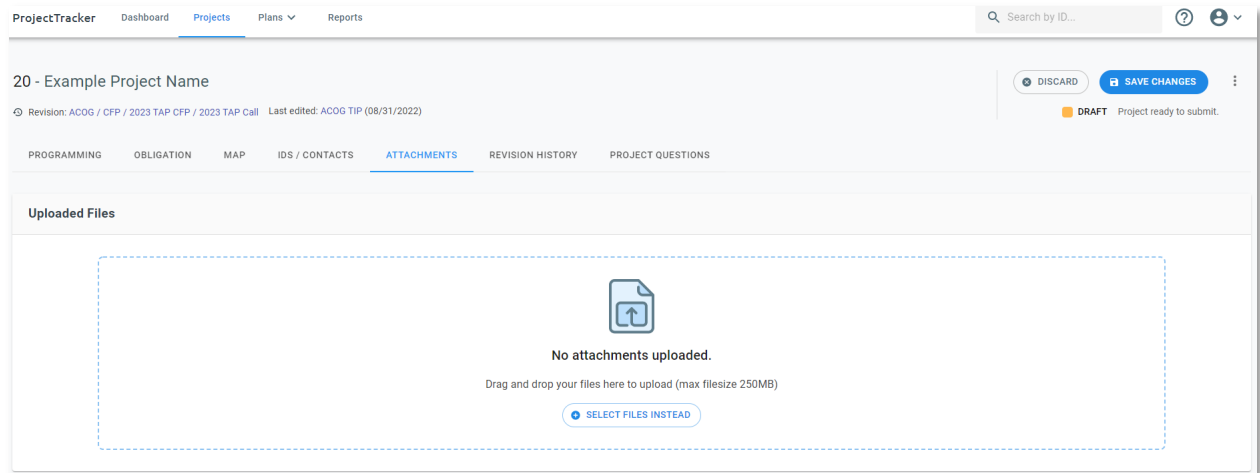 ProjectTracker Dashboard Projects Plans Reports Search by ID...
20 - Example Project Name DISCARD SAVE CHANGES
Revision: ACOG / CFP / 2023 TAP CFP / 2023 TAP Call Last edited: ACOG TIP (08/31/2022) DRAFT Project ready to submit.
PROGRAMMING OBLIGATION MAP IDS / CONTACTS ATTACHMENTS REVISION HISTORY PROJECT QUESTIONS
Uploaded Files
No attachments uploaded.
Drag and drop your files here to upload (max filesize 250MB)
SELECT FILES INSTEAD